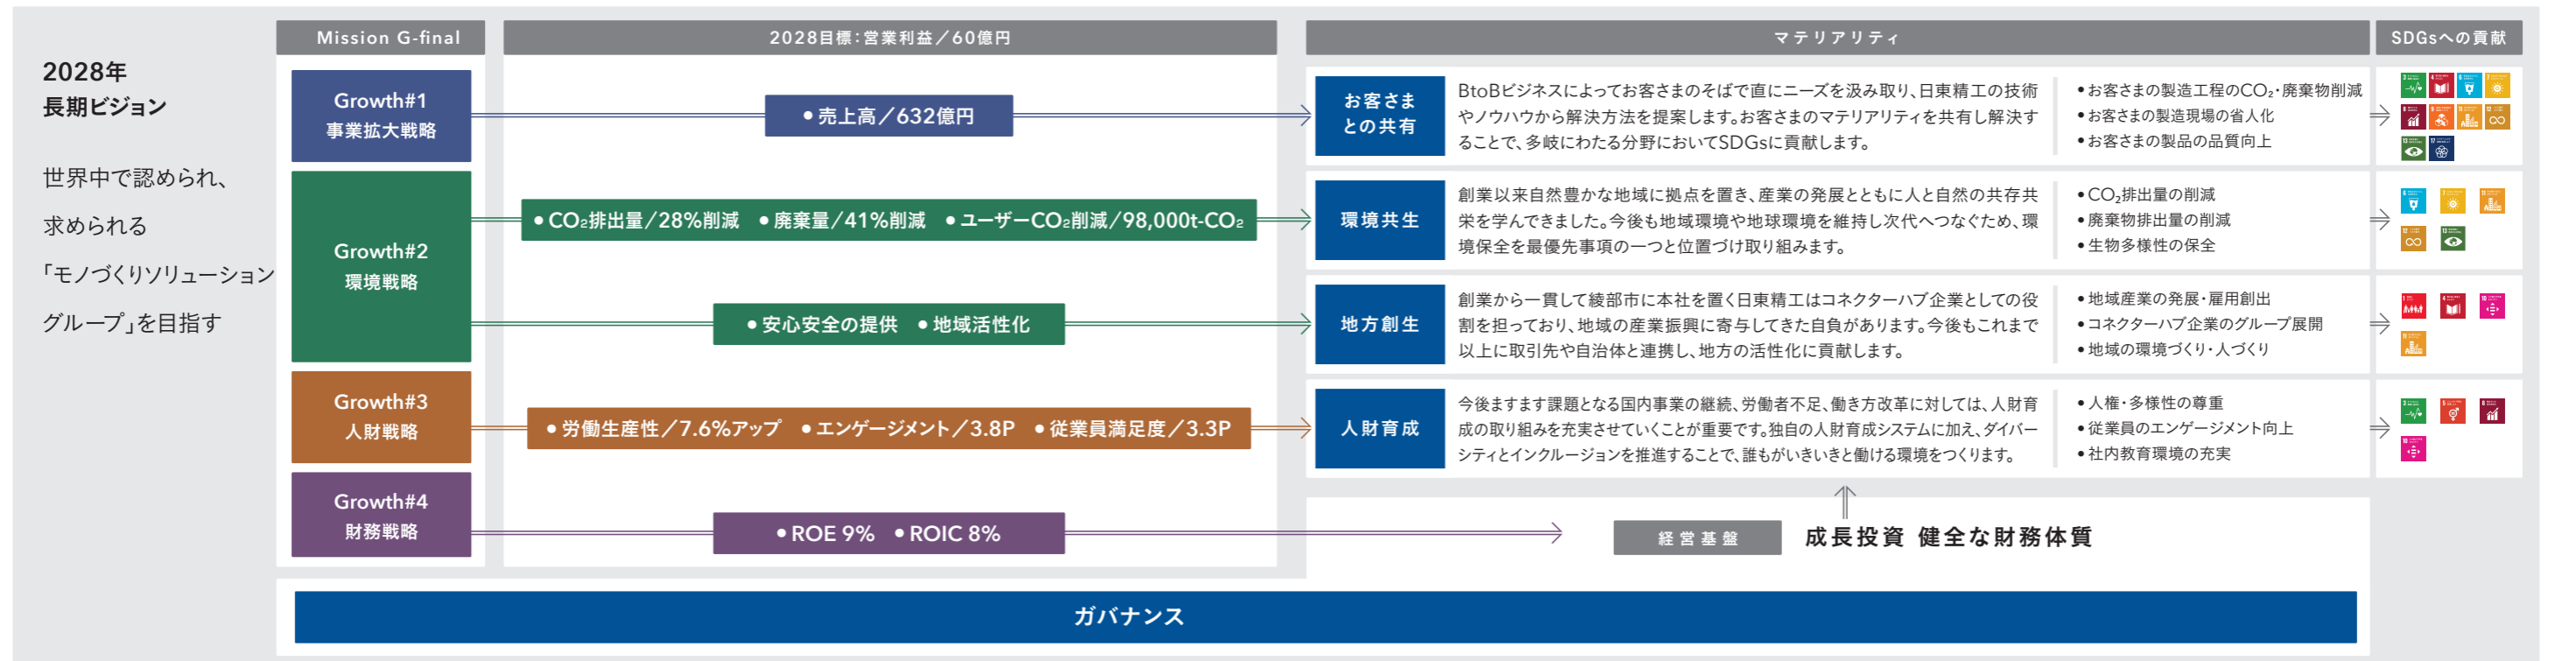 2028年
長期ビジョン
世界中で認められ、
求められる
「モノづくりソリューション
グループ」を目指す
Mission G-final
2028目標：営業利益／60億円
マテリアリティ
SDGsへの貢献
Growth#1
事業拡大戦略
●売上高／632億円
お客さま
との共有
BtoBビジネスによってお客さまのそばで直にニーズを汲み取り、日東精工の技術
やノウハウから解決方法を提案します。お客さまのマテリアリティを共有し解決す
ることで、多岐にわたる分野においてSDGsに貢献します。
●お客さまの製造工程のCO₂・廃棄物削減
●お客さまの製造現場の省人化
●お客さまの製品の品質向上
Growth#2
環境戦略
●CO₂排出量／28%削減 ●廃棄量／41%削減 ●ユーザーCO₂削減／98,000t-CO₂
環境共生
創業以来自然豊かな地域に拠点を置き、産業の発展とともに人と自然の共存共
栄を学んできました。今後も地域環境や地球環境を維持し次代へつなぐため、環
境保全を最優先事項の一つと位置づけ取り組みます。
●CO₂排出量の削減
●廃棄物排出量の削減
●生物多様性の保全
●安心安全の提供 ●地域活性化
地方創生
創業から一貫して綾部市に本社を置く日東精工はコネクターハブ企業としての役
割を担っており、地域の産業振興に寄与してきた自負があります。今後もこれまで
以上に取引先や自治体と連携し、地方の活性化に貢献します。
●地域産業の発展・雇用創出
●コネクターハブ企業のグループ展開
●地域の環境づくり・人づくり
Growth#3
人財戦略
●労働生産性／7.6%アップ ●エンゲージメント／3.8P ●従業員満足度／3.3P
人財育成
今後ますます課題となる国内事業の継続、労働者不足、働き方改革に対しては、人財育
成の取り組みを充実させていくことが重要です。独自の人財育成システムに加え、ダイバー
シティとインクルージョンを推進することで、誰もがいきいきと働ける環境をつくります。
●人権・多様性の尊重
●従業員のエンゲージメント向上
●社内教育環境の充実
Growth#4
財務戦略
●ROE 9% ●ROIC 8%
経営基盤
成長投資 健全な財務体質
ガバナンス